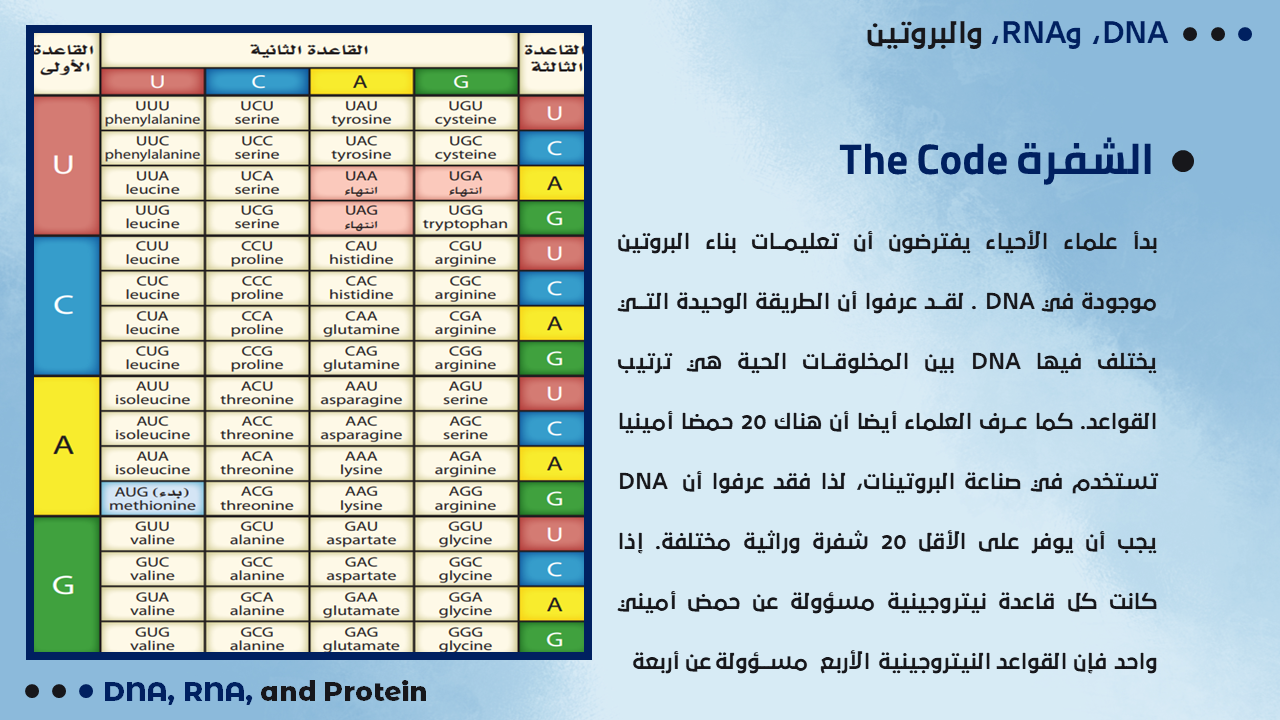 DNA، وRNA، والبروتين
الشفرة The Code
بدأ علماء الأحياء يفترضون أن تعليمـات بناء البروتين
موجودة في DNA . لقـد عرفوا أن الطريقة الوحيدة التـي
يختلف فيها DNA بين المخلوقـات الحية هي ترتيب
القواعد. كما عـرف العلماء أيضا أن هناك 20 حمضا أمينيا
تستخدم في صناعة البروتينات، لذا فقد عرفوا أن DNA
يجب أن يوفر على الأقل 20 شفرة وراثية مختلفة. إذا
كانت كل قاعدة نيتروجينية مسؤولة عن حمض أميني
واحد فإن القواعد النيتروجينية الأربع مسـؤولة عن أربعة
القاعدة الأولى القاعدة الثانية القاعدة الثالثة
U C A G
U
UUU UCU UAU UGU U
phenylalanine serine tyrosine cysteine
UUC UCC UAC UGC C
phenylalanine serine tyrosine cysteine
UUA UCA UAA UGA A
leucine serine انتهاء انتهاء
UUG UCG UAG UGG G
leucine serine انتهاء tryptophan
C
CUU CCU CAU CGU U
leucine proline histidine arginine
CUC CCC CAC CGC C
leucine proline histidine arginine
CUA CCA CAA CGA A
leucine proline glutamine arginine
CUG CCG CAG CGG G
leucine proline glutamine arginine
A
AUU ACU AAU AGU U
isoleucine threonine asparagine serine
AUC ACC AAC AGC C
isoleucine threonine asparagine serine
AUA ACA AAA AGA A
isoleucine threonine lysine arginine
AUG (بدء) ACG AAG AGG G
methionine threonine lysine arginine
G
GUU GCU GAU GGU U
valine alanine aspartate glycine
GUC GCC GAC GGC C
valine alanine aspartate glycine
GUA GCA GAA GGA A
valine alanine glutamate glycine
GUG GCG GAG GGG G
valine alanine glutamate glycine
DNA, RNA, and Protein